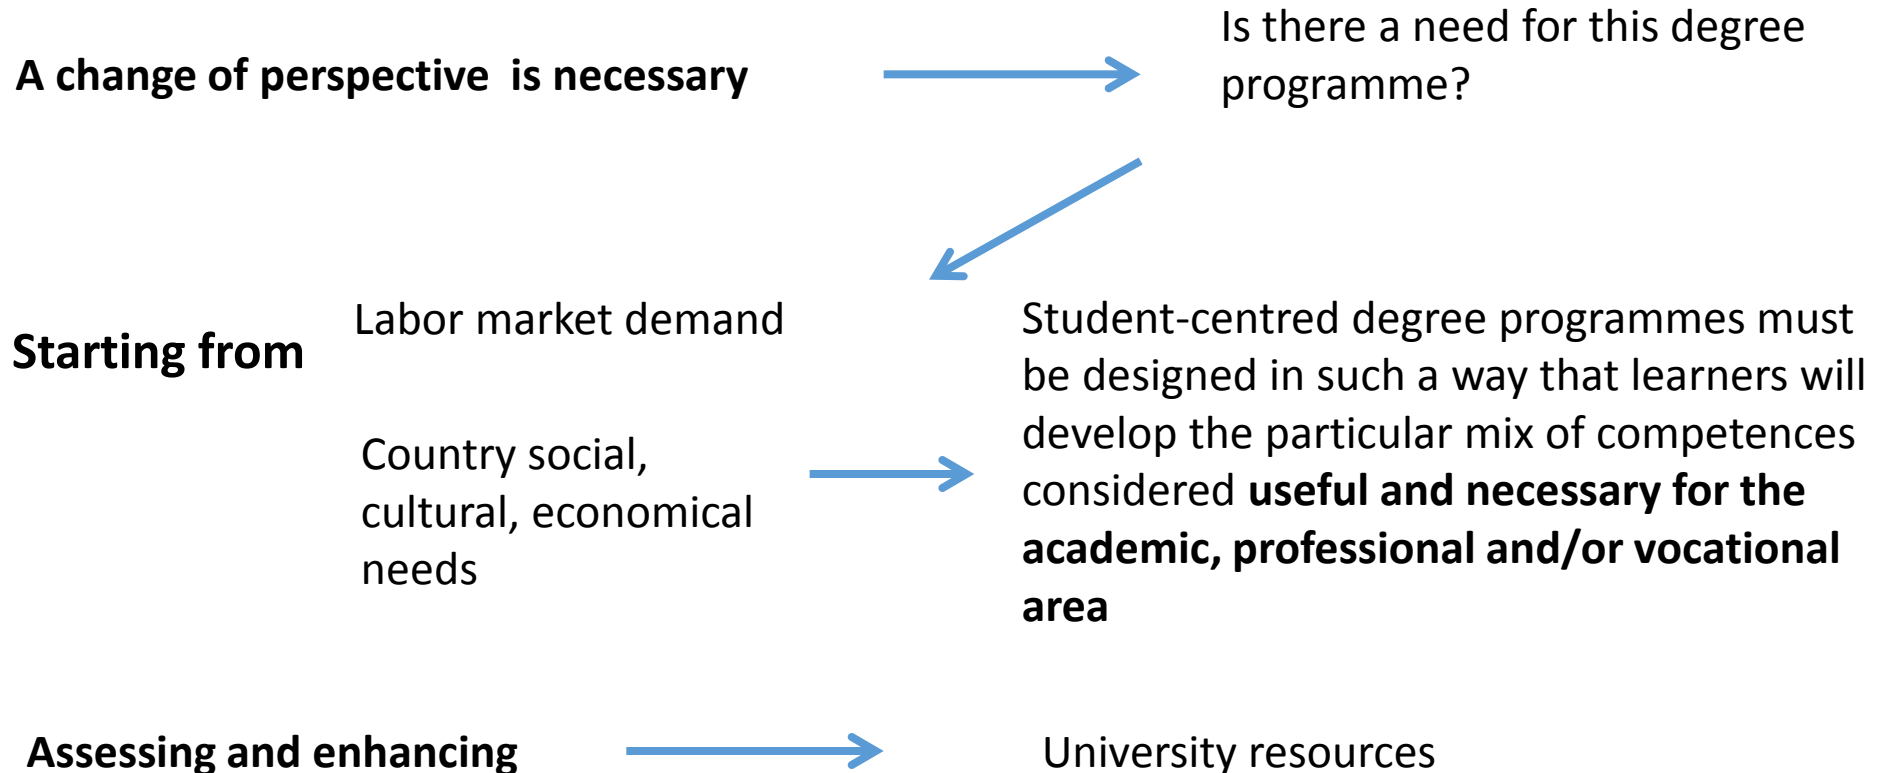 A change of perspective  is necessary
Is there a need for this degree
programme?
Starting from
Labor market demand
Country social,
cultural, economical
needs
Student-centred degree programmes must
be designed in such a way that learners will
develop the particular mix of competences
considered useful and necessary for the
academic, professional and/or vocational
area
Assessing and enhancing
University resources